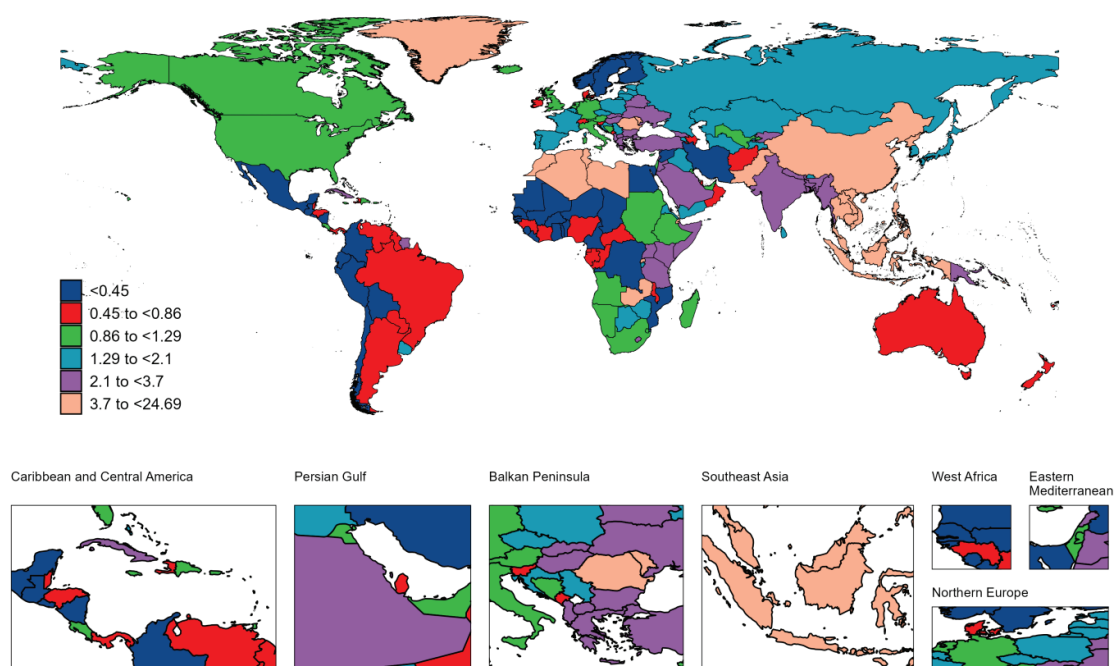 <0.45
0.45 to <0.86
0.86 to <1.29
1.29 to <2.1
2.1 to <3.7
3.7 to <24.69
Caribbean and Central America
Persian Gulf
Balkan Peninsula
Southeast Asia
West Africa
Eastern
Mediterranean
Northern Europe